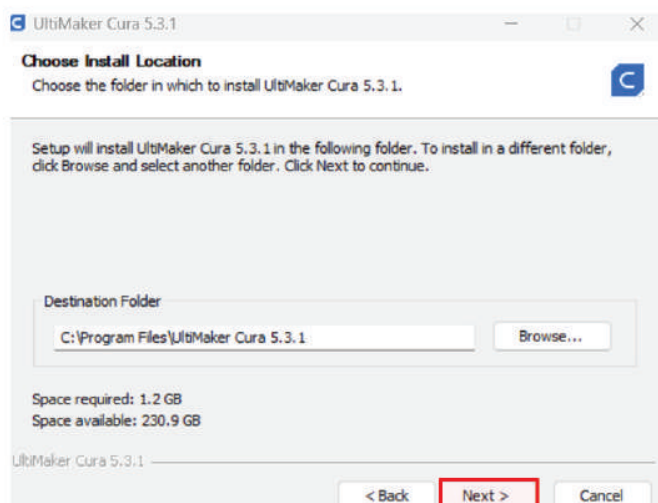 UltiMaker Cura 5.3.1
Choose Install Location
Choose the folder in which to install UltiMaker Cura 5.3.1.
Setup will install UltiMaker Cura 5.3.1 in the following folder. To install in a different folder,
click Browse and select another folder. Click Next to continue.
Destination Folder
C:\Program Files\UltiMaker Cura 5.3.1
Browse...
Space required: 1.2 GB
Space available: 230.9 GB
UltiMaker Cura 5.3.1
< Back Next > Cancel